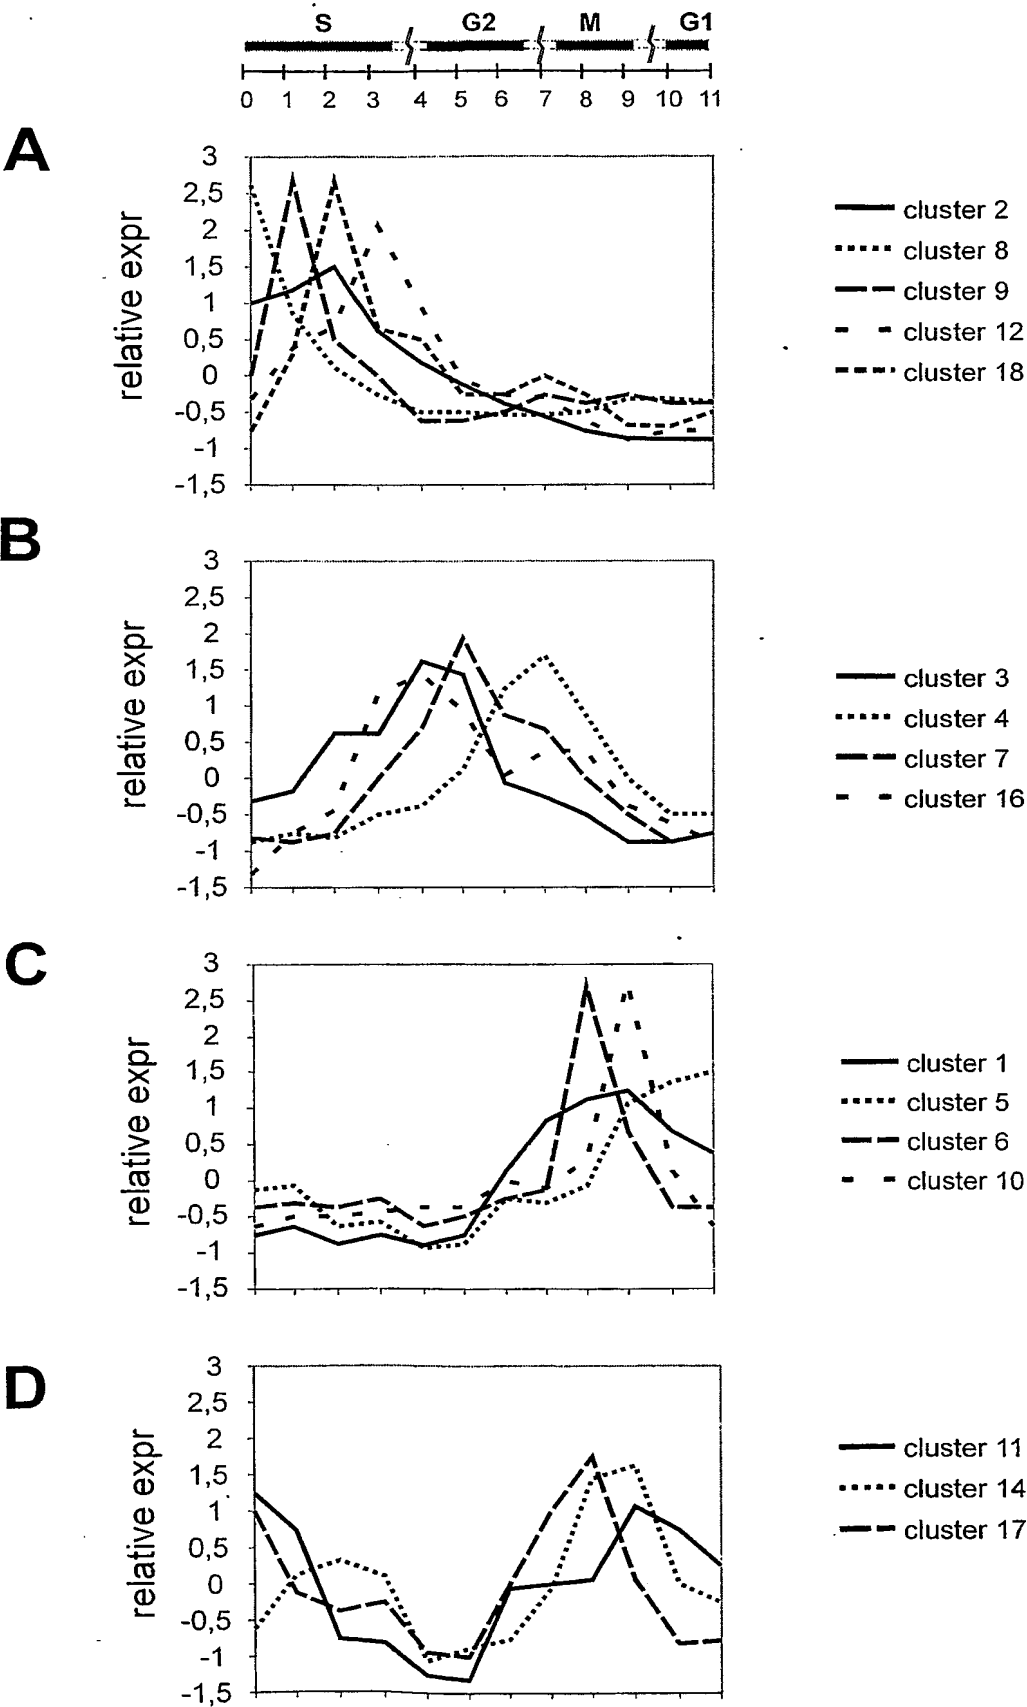 S G2 M G1
0 1 2 3 4 5 6 7 8 9 10 11
A
relative expr
3
2,5
2
1,5
1
0,5
0
-0,5
-1
-1,5
cluster 2
cluster 8
cluster 9
cluster 12
cluster 18
B
relative expr
3
2,5
2
1,5
1
0,5
0
-0,5
-1
-1,5
cluster 3
cluster 4
cluster 7
cluster 16
C
relative expr
3
2,5
2
1,5
1
0,5
0
-0,5
-1
-1,5
cluster 1
cluster 5
cluster 6
cluster 10
D
relative expr
3
2,5
2
1,5
1
0,5
0
-0,5
-1
-1,5
cluster 11
cluster 14
cluster 17